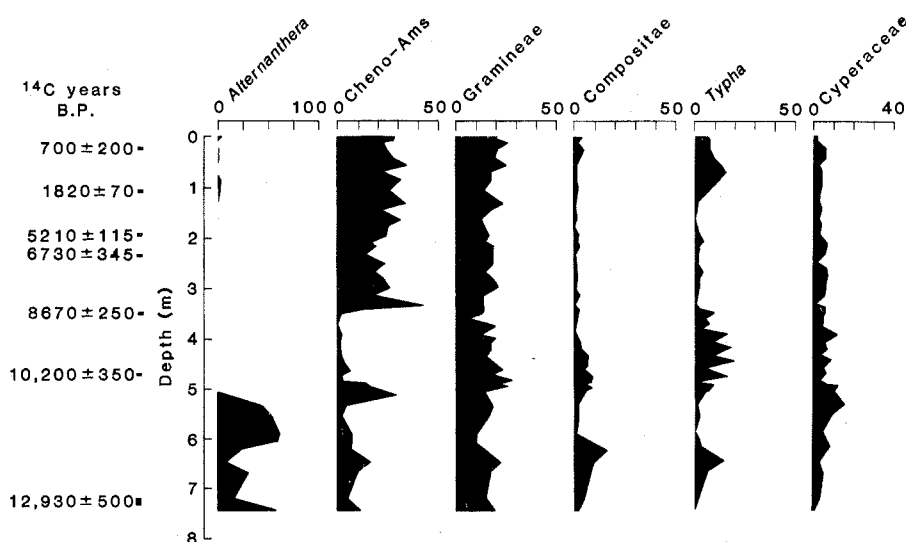 14C years
B.P.
Alternanthera
Cheno-Ams
Gramineae
Compositae
Typha
Cyperaceae
0 100 0 50 0 50 0 50 0 50 0 40
700±200
1820±70
5210±115
6730±345
8670±250
10,200±350
12,930±500
Depth (m)
0
1
2
3
4
5
6
7
8